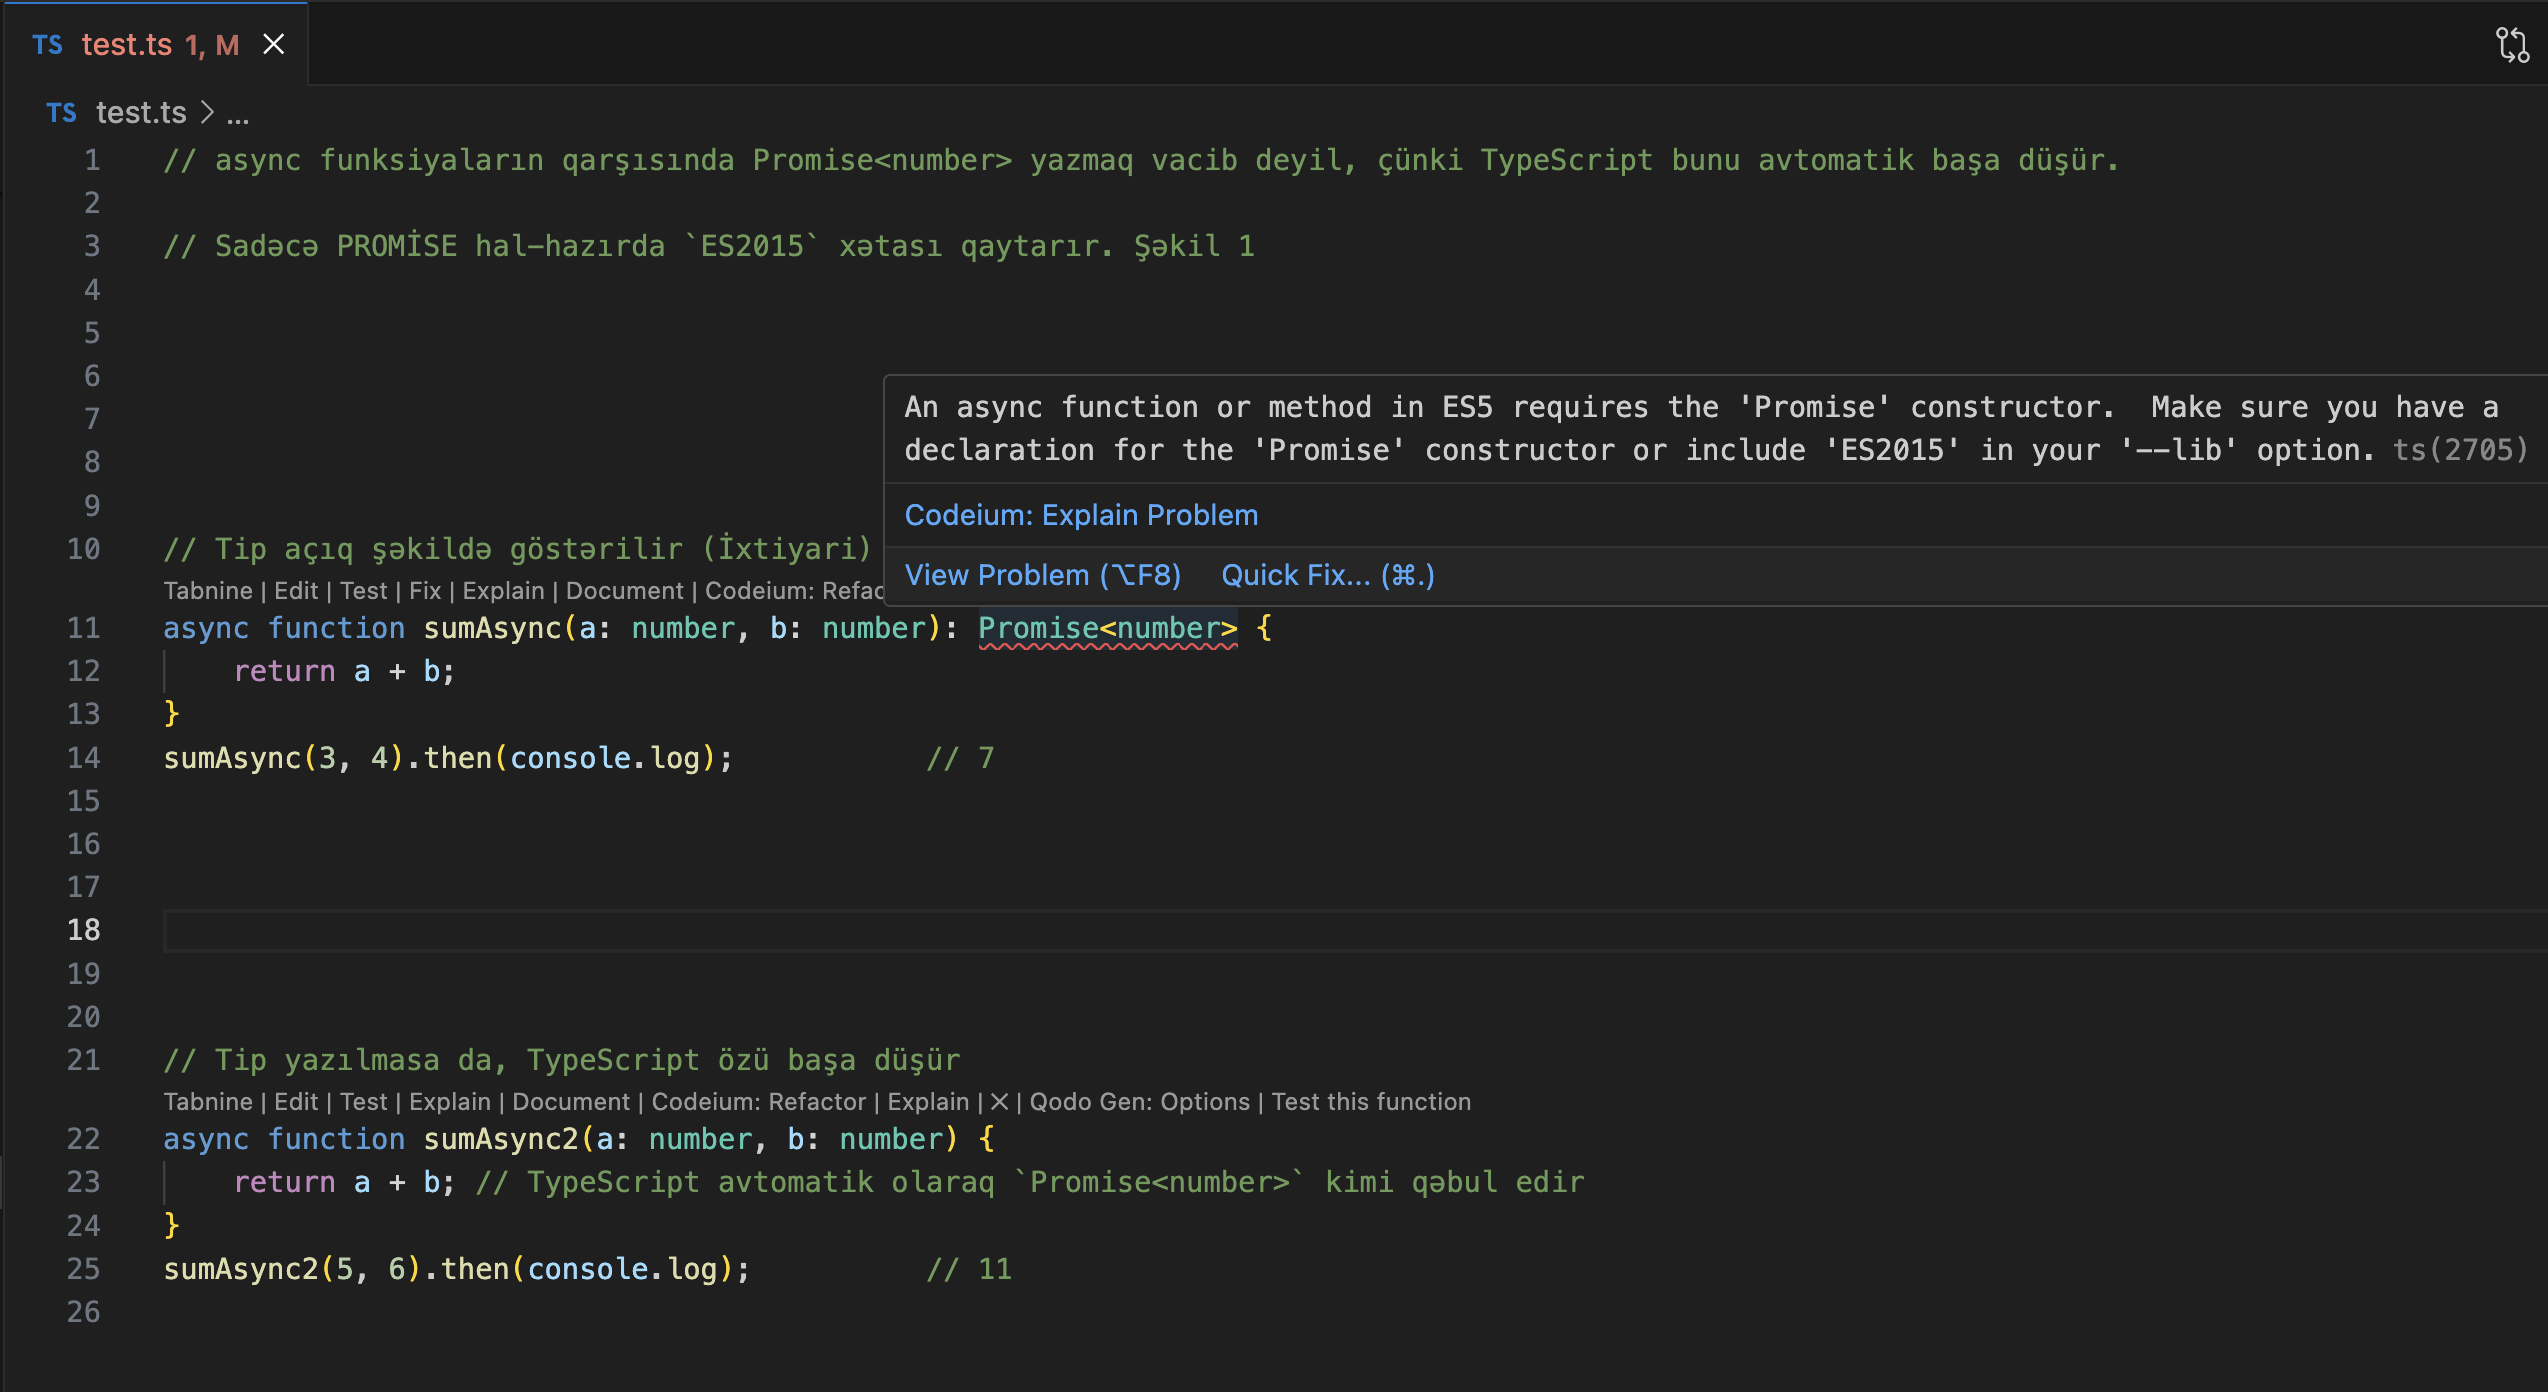 TS test.ts 1, M
TS test.ts > ...
1 // async funksiyaların qarşısında Promise<number> yazmaq vacib deyil, çünki TypeScript bunu avtomatik başa düşür.
2
3 // Sadəcə PROMİSE hal-hazırda `ES2015` xətası qaytarır. Şəkil 1
4
5
6
7
8
9
An async function or method in ES5 requires the 'Promise' constructor.  Make sure you have a
declaration for the 'Promise' constructor or include 'ES2015' in your '--lib' option. ts(2705)
Codeium: Explain Problem
View Problem (⌥F8) Quick Fix... (⌘.)
10 // Tip açıq şəkildə göstərilir (İxtiyari)
Tabnine | Edit | Test | Fix | Explain | Document | Codeium: Refac
11 async function sumAsync(a: number, b: number): Promise<number> {
12     return a + b;
13 }
14 sumAsync(3, 4).then(console.log);           // 7
15
16
17
18
19
20
21 // Tip yazılmasa da, TypeScript özü başa düşür
Tabnine | Edit | Test | Explain | Document | Codeium: Refactor | Explain | × | Qodo Gen: Options | Test this function
22 async function sumAsync2(a: number, b: number) {
23     return a + b; // TypeScript avtomatik olaraq `Promise<number>` kimi qəbul edir
24 }
25 sumAsync2(5, 6).then(console.log);          // 11
26